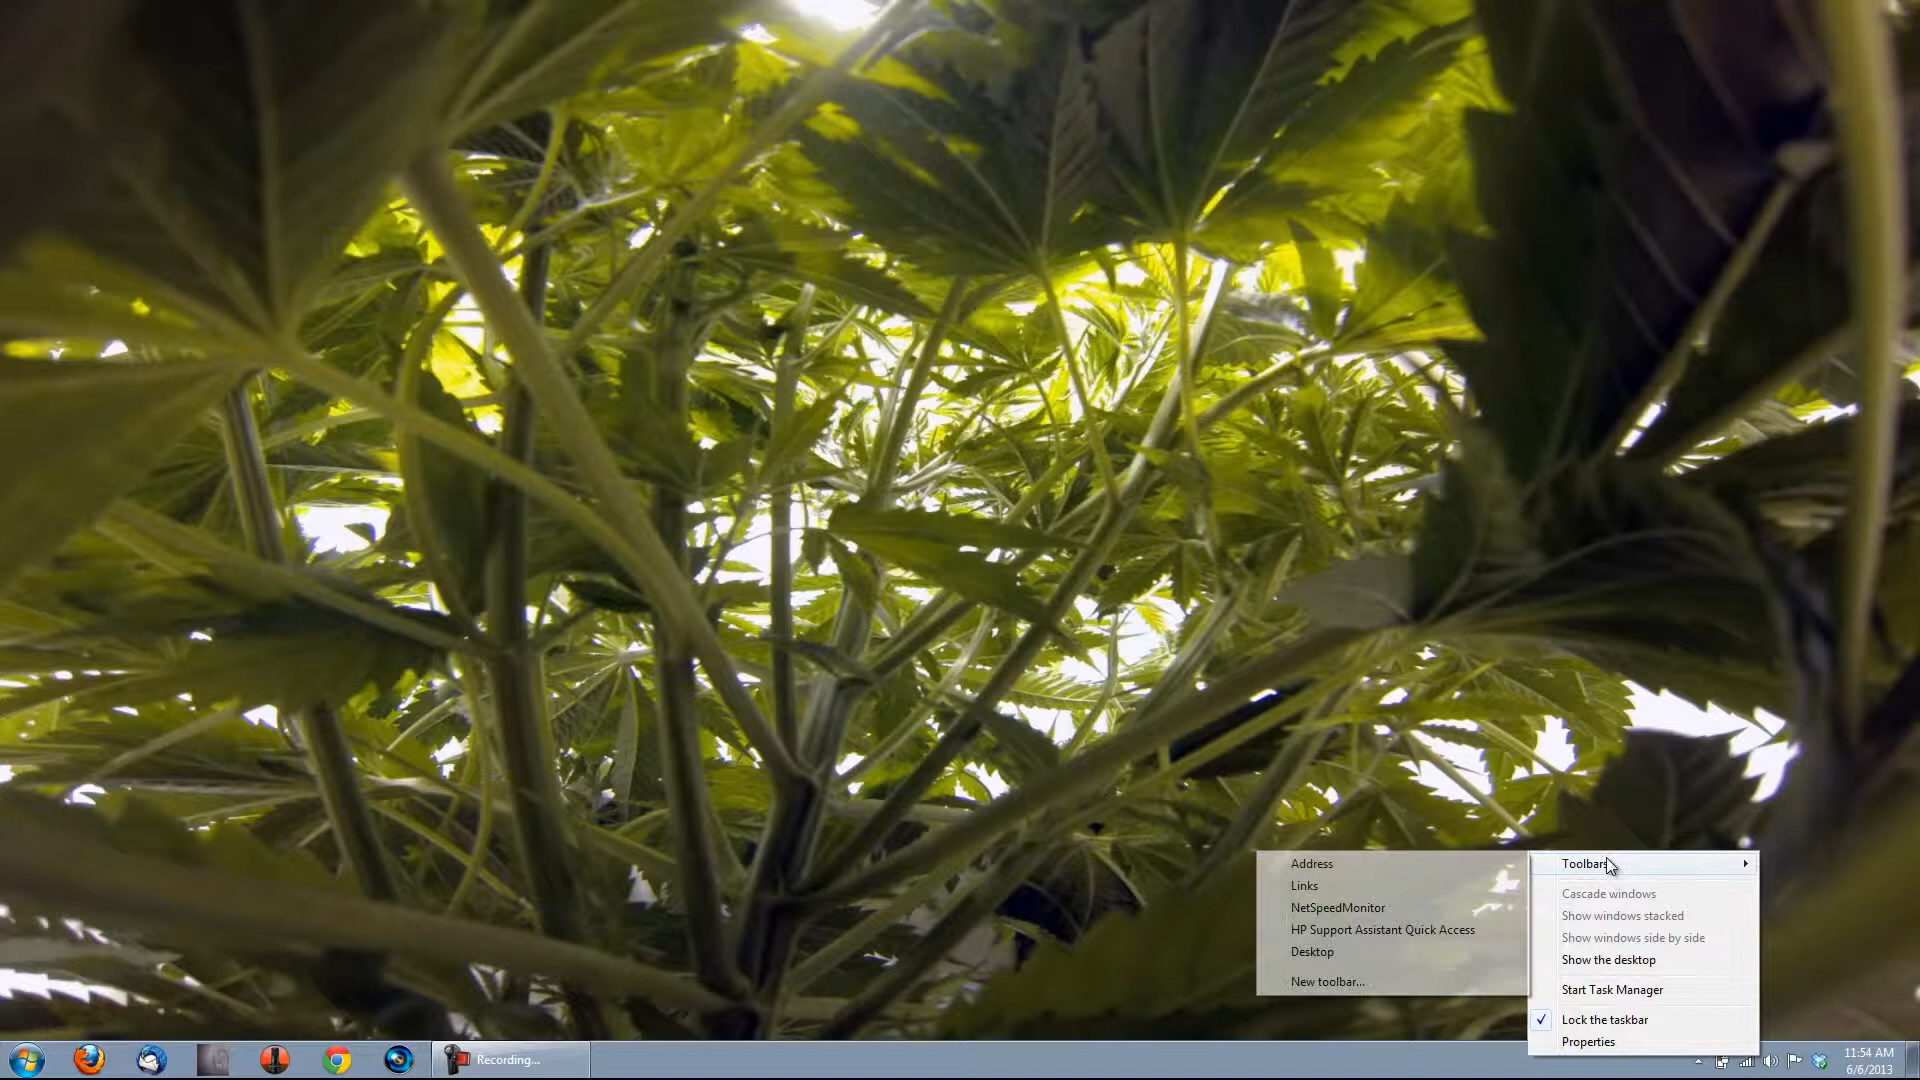 Address
Links
NetSpeedMonitor
HP Support Assistant Quick Access
Desktop
New toolbar...
Toolbars
Cascade windows
Show windows stacked
Show windows side by side
Show the desktop
Start Task Manager
Lock the taskbar
Properties
Recording...
11:54 AM
6/6/2013